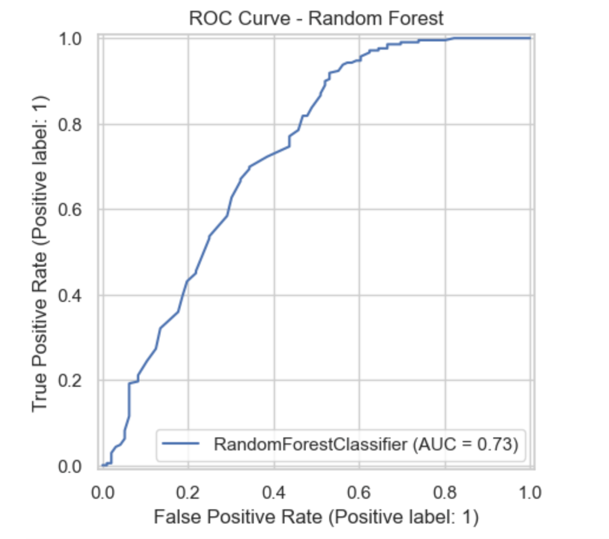 ROC Curve - Random Forest
True Positive Rate (Positive label: 1)
1.0
0.8
0.6
0.4
0.2
0.0
RandomForestClassifier (AUC = 0.73)
0.0 0.2 0.4 0.6 0.8 1.0
False Positive Rate (Positive label: 1)